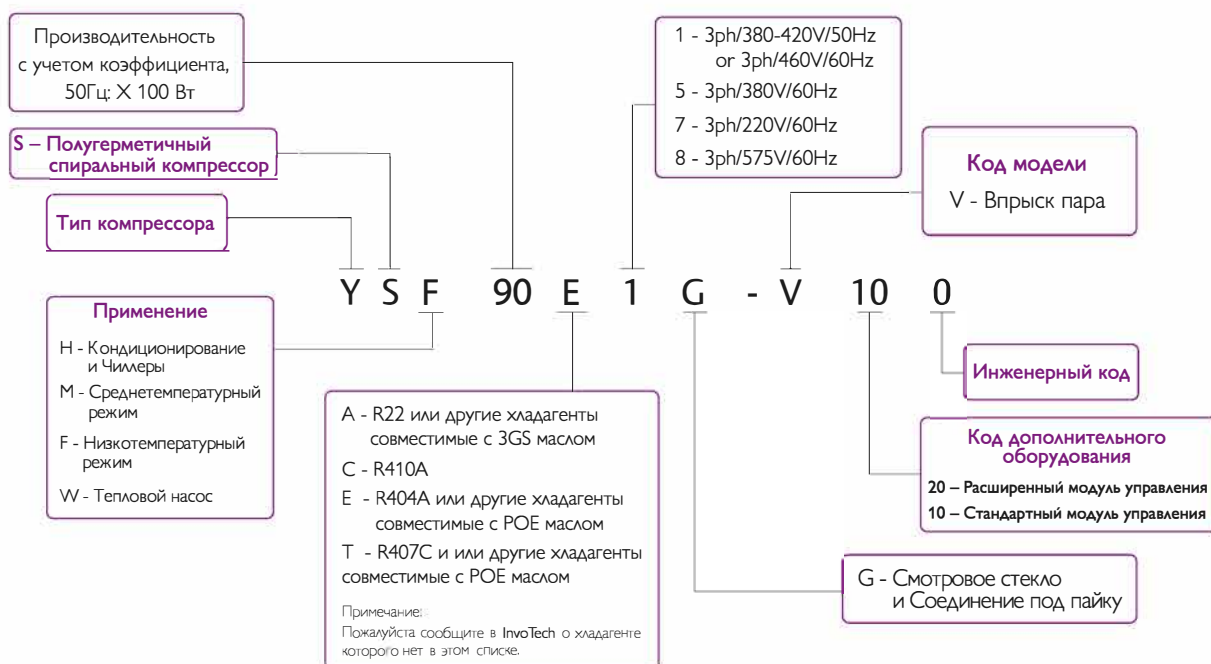 Производительность
с учетом коэффициента,
50Гц: X 100 Вт
S – Полугерметичный
спиральный компрессор
Тип компрессора
1 - 3ph/380-420V/50Hz
or 3ph/460V/60Hz
5 - 3ph/380V/60Hz
7 - 3ph/220V/60Hz
8 - 3ph/575V/60Hz
Код модели
V - Впрыск пара
Y S F 90 E 1 G - V 10 0
Применение
H - Кондиционирование
и Чиллеры
M - Среднетемпературный
режим
F - Низкотемпературный
режим
W - Тепловой насос
A - R22 или другие хладагенты
совместимые с 3GS маслом
C - R410A
E - R404A или другие хладагенты
совместимые с POE маслом
T - R407C и или другие хладагенты
совместимые с POE маслом
Примечание:
Пожалуйста сообщите в InvoTech о хладагенте
которого нет в этом списке.
Инженерный код
Код дополнительного
оборудования
20 – Расширенный модуль управления
10 – Стандартный модуль управления
G - Смотровое стекло
и Соединение под пайку